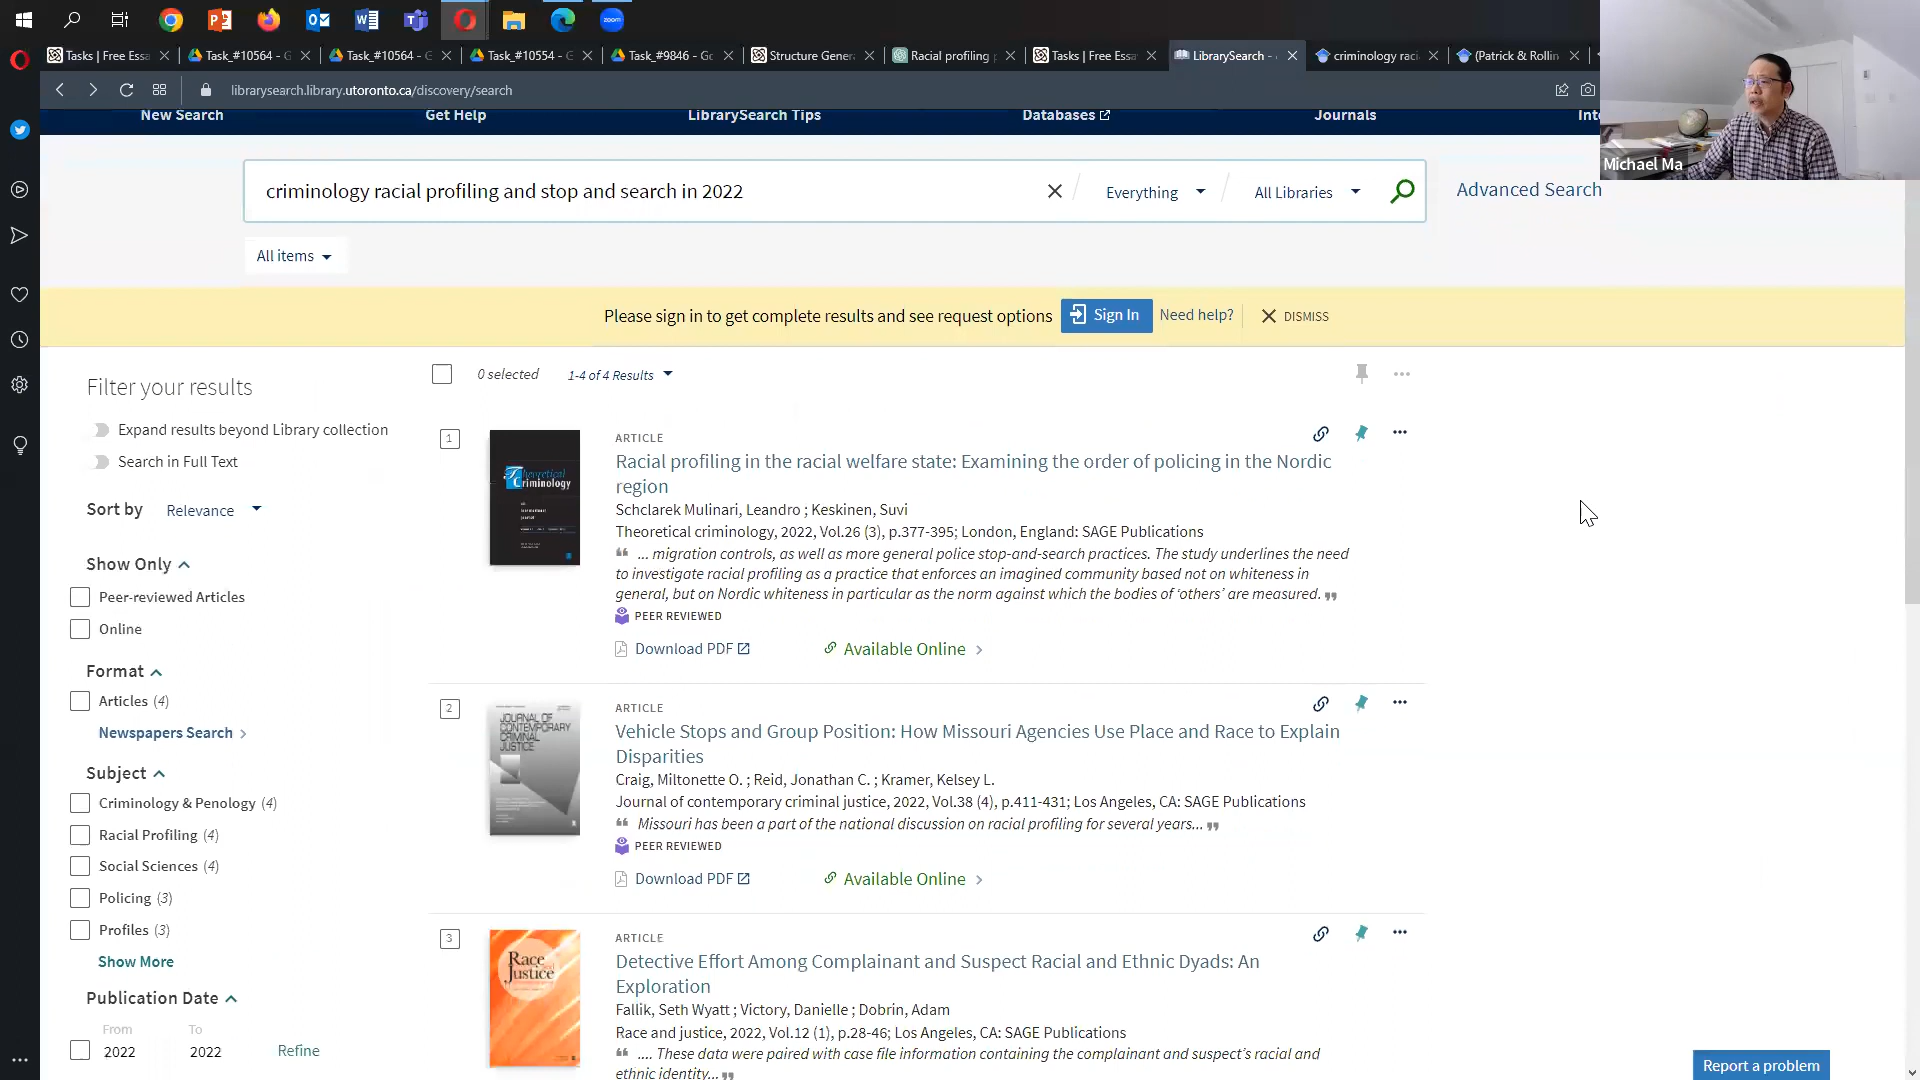 Tasks | Free Essa
Task_#10564 - G
Task_#10564 - G
Task_#10554 - G
Task_#9846 - Go
Structure Gener
Racial profiling p
Tasks | Free Essa
LibrarySearch -
criminology raci
(Patrick & Rollin
librarysearch.library.utoronto.ca/discovery/search
New Search
Get Help
LibrarySearch Tips
Databases
Journals
Inte
Michael Ma
criminology racial profiling and stop and search in 2022
Everything
All Libraries
Advanced Search
All items
Please sign in to get complete results and see request options
Sign In
Need help?
DISMISS
Filter your results
Expand results beyond Library collection
Search in Full Text
Sort by Relevance
Show Only
Peer-reviewed Articles
Online
Format
Articles (4)
Newspapers Search
Subject
Criminology & Penology (4)
Racial Profiling (4)
Social Sciences (4)
Policing (3)
Profiles (3)
Show More
Publication Date
From To
2022 2022 Refine
0 selected
1-4 of 4 Results
1
Theoretical
Criminology
ARTICLE
Racial profiling in the racial welfare state: Examining the order of policing in the Nordic
region
Schclarek Mulinari, Leandro ; Keskinen, Suvi
Theoretical criminology, 2022, Vol.26 (3), p.377-395; London, England: SAGE Publications
“ ... migration controls, as well as more general police stop-and-search practices. The study underlines the need
to investigate racial profiling as a practice that enforces an imagined community based not on whiteness in
general, but on Nordic whiteness in particular as the norm against which the bodies of ‘others’ are measured. ”
PEER REVIEWED
Download PDF
Available Online
2
JOURNAL OF
CONTEMPORARY
CRIMINAL
JUSTICE
ARTICLE
Vehicle Stops and Group Position: How Missouri Agencies Use Place and Race to Explain
Disparities
Craig, Miltonette O. ; Reid, Jonathan C. ; Kramer, Kelsey L.
Journal of contemporary criminal justice, 2022, Vol.38 (4), p.411-431; Los Angeles, CA: SAGE Publications
“ Missouri has been a part of the national discussion on racial profiling for several years... ”
PEER REVIEWED
Download PDF
Available Online
3
Race
Justice
ARTICLE
Detective Effort Among Complainant and Suspect Racial and Ethnic Dyads: An
Exploration
Fallik, Seth Wyatt ; Victory, Danielle ; Dobrin, Adam
Race and justice, 2022, Vol.12 (1), p.28-46; Los Angeles, CA: SAGE Publications
“ .... These data were paired with case file information containing the complainant and suspect’s racial and
ethnic identity... ”
Report a problem